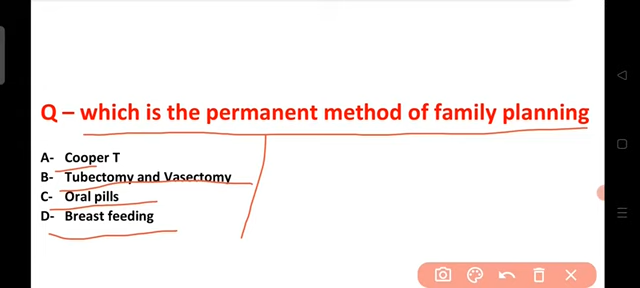 Q – which is the permanent method of family planning
A- Cooper T
B- Tubectomy and Vasectomy
C- Oral pills
D- Breast feeding